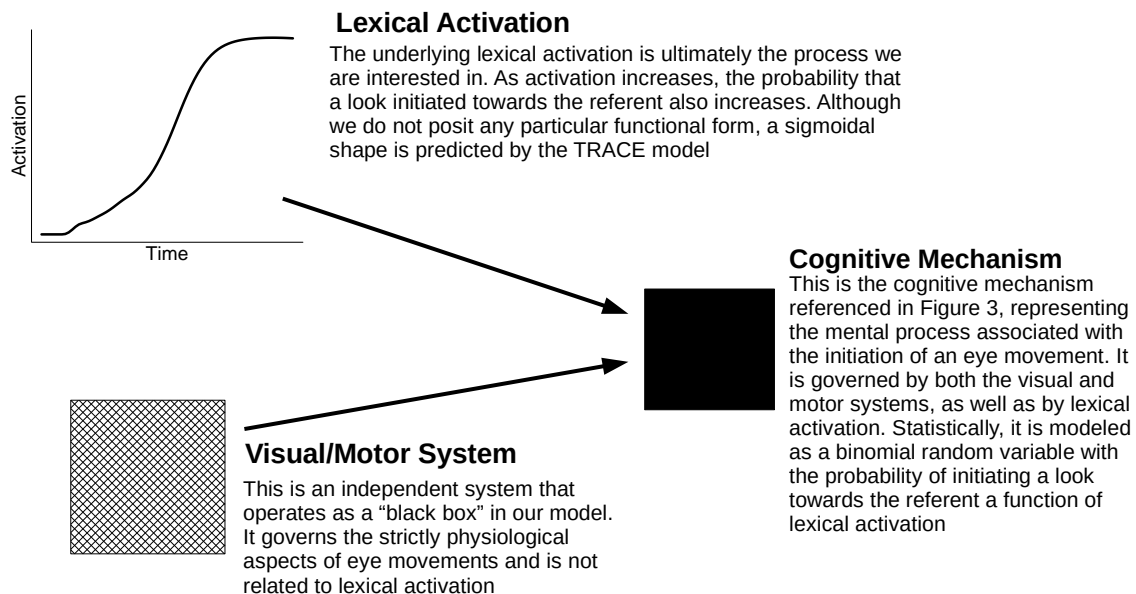 Lexical Activation
The underlying lexical activation is ultimately the process we
are interested in. As activation increases, the probability that
a look initiated towards the referent also increases. Although
we do not posit any particular functional form, a sigmoidal
shape is predicted by the TRACE model
Activation
Time
Cognitive Mechanism
This is the cognitive mechanism
referenced in Figure 3, representing
the mental process associated with
the initiation of an eye movement. It
is governed by both the visual and
motor systems, as well as by lexical
activation. Statistically, it is modeled
as a binomial random variable with
the probability of initiating a look
towards the referent a function of
lexical activation
Visual/Motor System
This is an independent system that
operates as a “black box” in our model.
It governs the strictly physiological
aspects of eye movements and is not
related to lexical activation